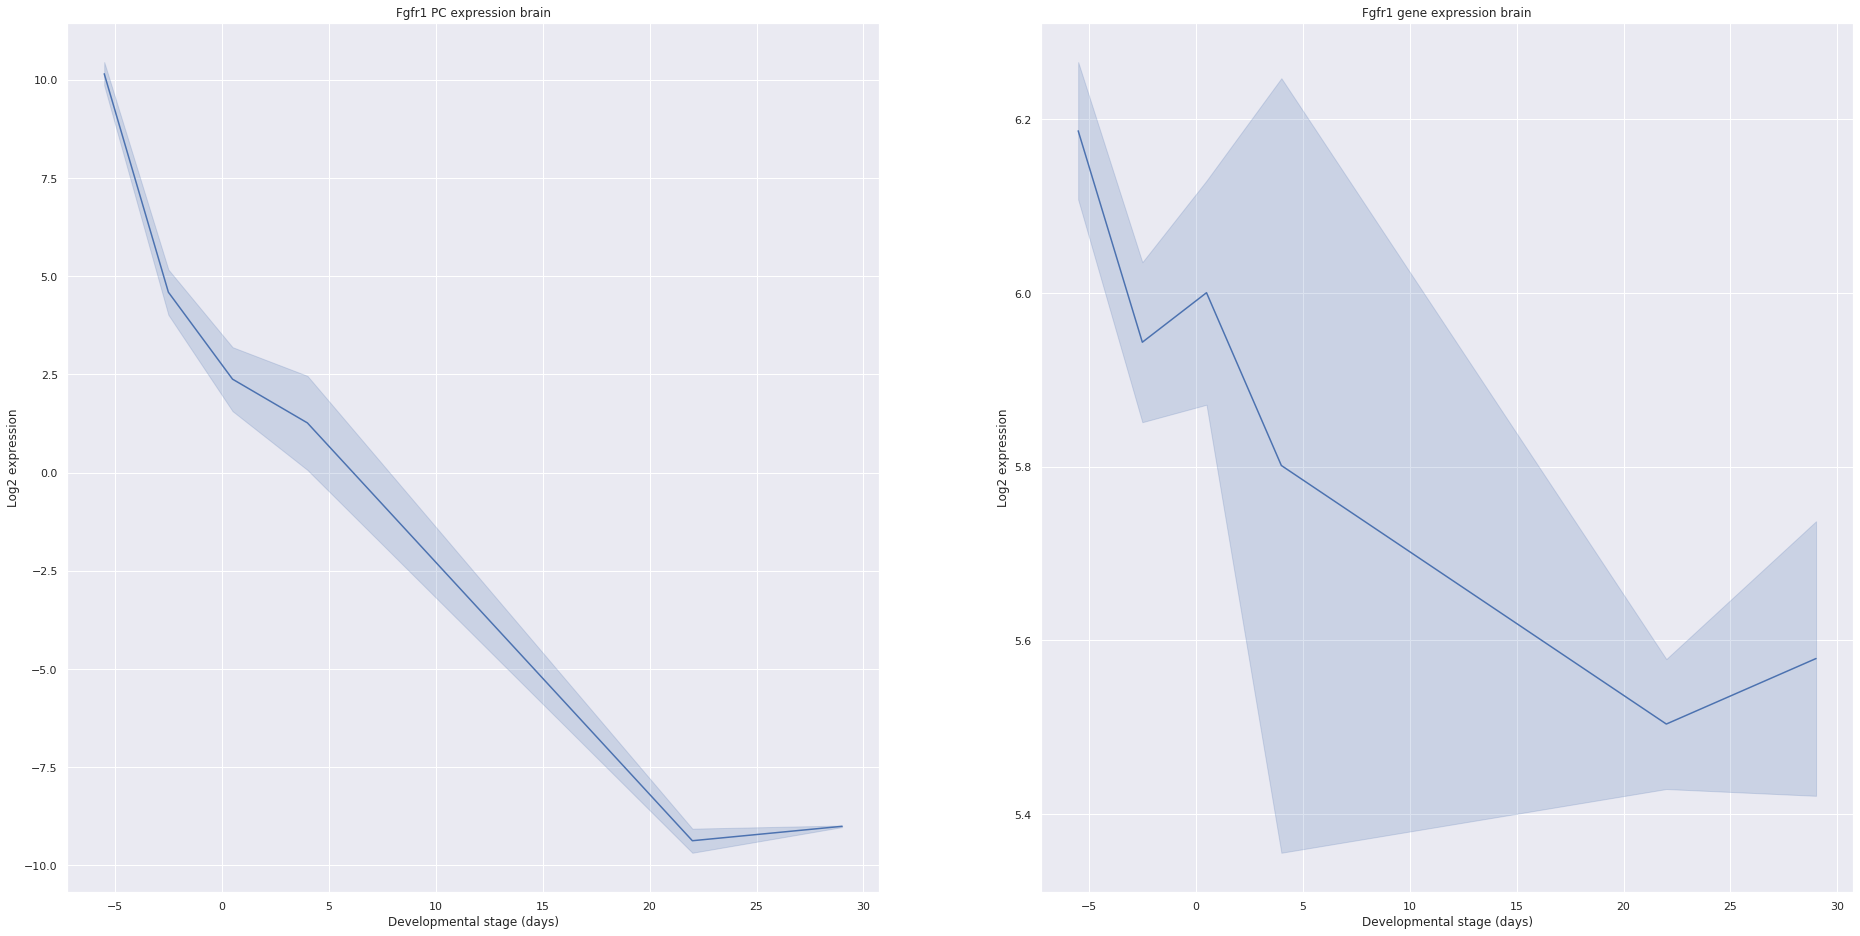 Fgfr1 PC expression brain
Log2 expression
10.0
7.5
5.0
2.5
0.0
−2.5
−5.0
−7.5
−10.0
−5 0 5 10 15 20 25 30
Developmental stage (days)
Fgfr1 gene expression brain
Log2 expression
6.2
6.0
5.8
5.6
5.4
−5 0 5 10 15 20 25 30
Developmental stage (days)